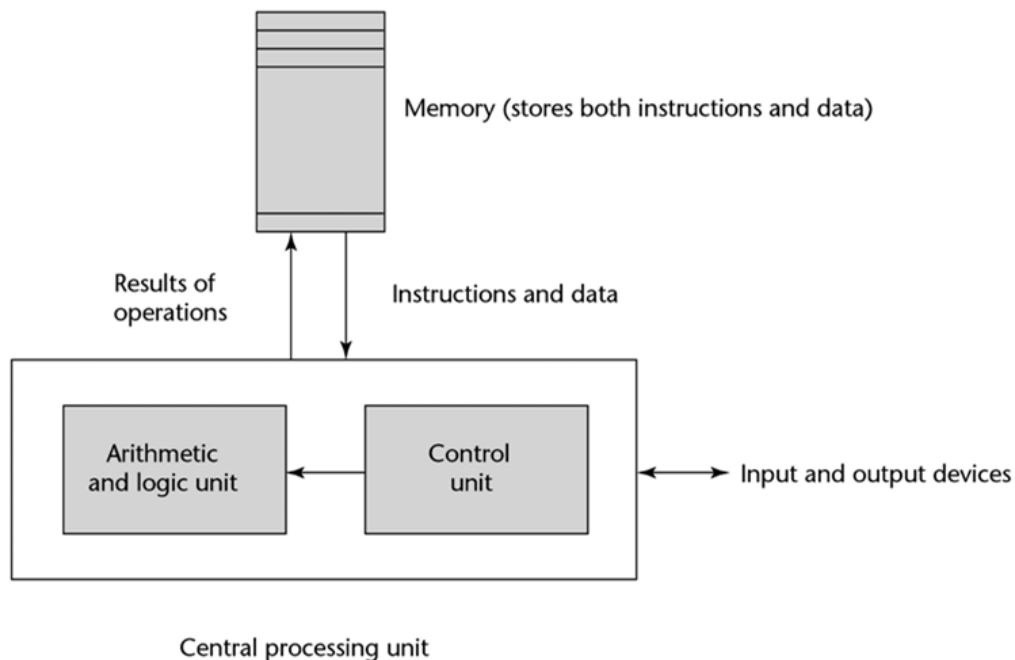 Memory (stores both instructions and data)
Results of
operations
Instructions and data
Arithmetic
and logic unit
Control
unit
Input and output devices
Central processing unit